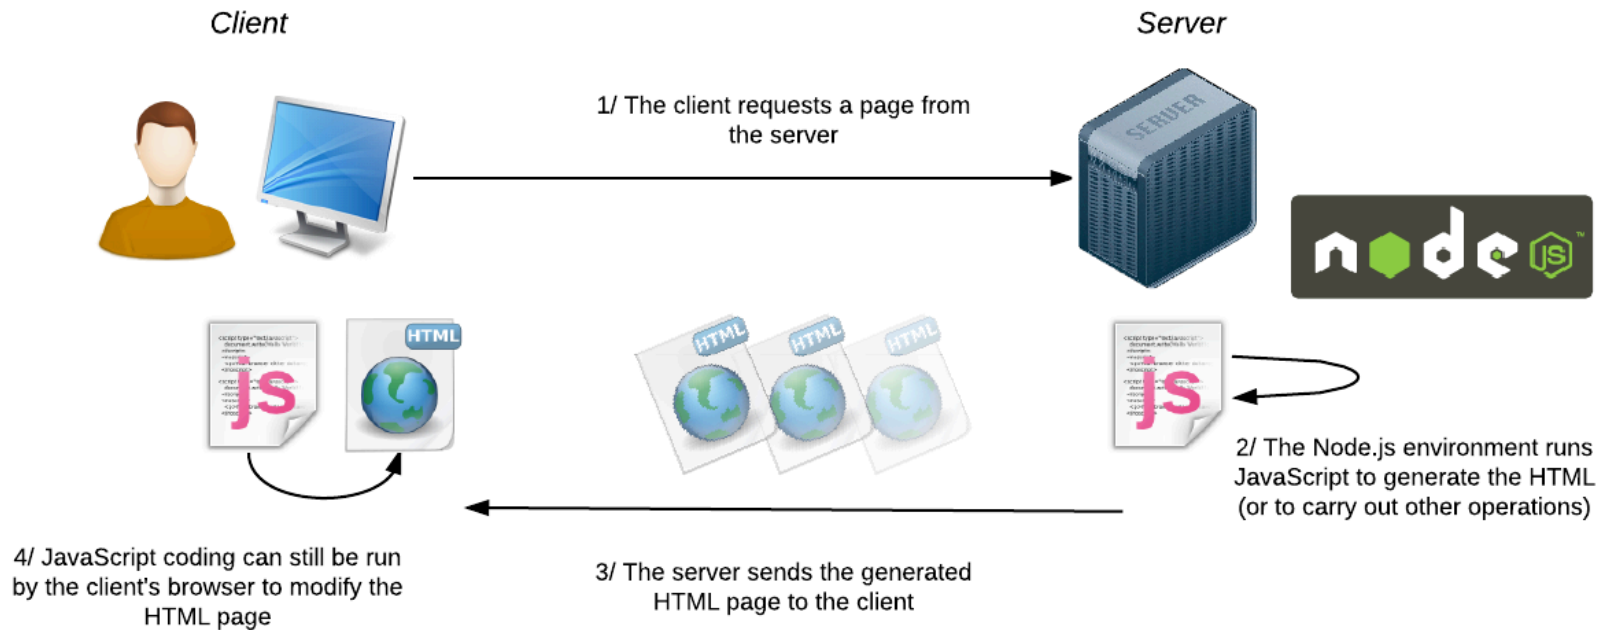 Client
Server
1/ The client requests a page from
the server
SERVER
node
JS
™
HTML
HTML
HTML
HTML
js
js
2/ The Node.js environment runs
JavaScript to generate the HTML
(or to carry out other operations)
4/ JavaScript coding can still be run
by the client's browser to modify the
HTML page
3/ The server sends the generated
HTML page to the client